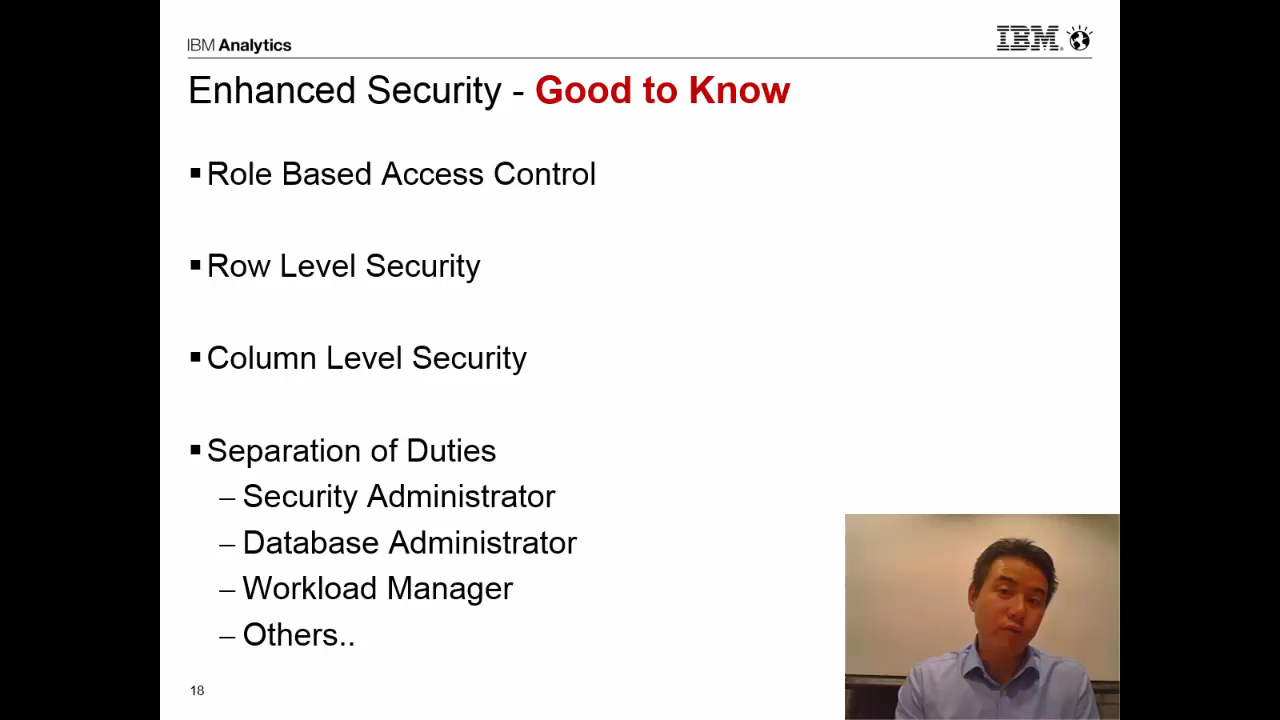 IBM Analytics
IBM
Enhanced Security - Good to Know
Role Based Access Control
Row Level Security
Column Level Security
Separation of Duties
– Security Administrator
– Database Administrator
– Workload Manager
– Others..
18